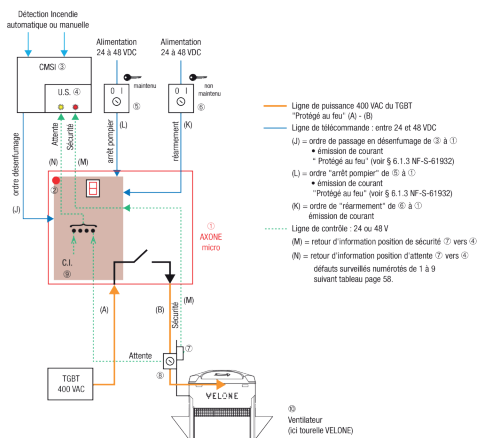 Détection Incendie
automatique ou manuelle
Alimentation
24 à 48 VDC
Alimentation
24 à 48 VDC
CMSI ③
U.S. ④
maintenu
non
maintenu
0 I
0 I
⑤
⑥
ordre désenfumage
Attente
Sécurité
arrêt pompier
réarmement
(L)
(K)
(N)
(M)
(J)
②
①
AXONE
micro
C.I.
⑨
(A)
(B)
Sécurité
(M)
Attente
⑦
⑧
TGBT
400 VAC
VELONE
⑩
Ventilateur
(ici tourelle VELONE)
Ligne de puissance 400 VAC du TGBT
"Protégé au feu" (A) - (B)
Ligne de télécommande : entre 24 et 48 VDC
(J) = ordre de passage en désenfumage de ③ à ①
• émission de courant
" Protégé au feu" (voir § 6.1.3 NF-S-61932)
(L) = ordre "arrêt pompier" de ⑤ à ①
• émission de courant
"Protégé au feu" (voir § 6.1.3 NF-S-61932)
(K) = ordre de "réarmement" de ⑥ à ①
émission de courant
Ligne de contrôle : 24 ou 48 V
(M) = retour d'information position de sécurité ⑦ vers ④
(N) = retour d'information position d'attente ⑦ vers ④
défauts surveillés numérotés de 1 à 9
suivant tableau page 58.